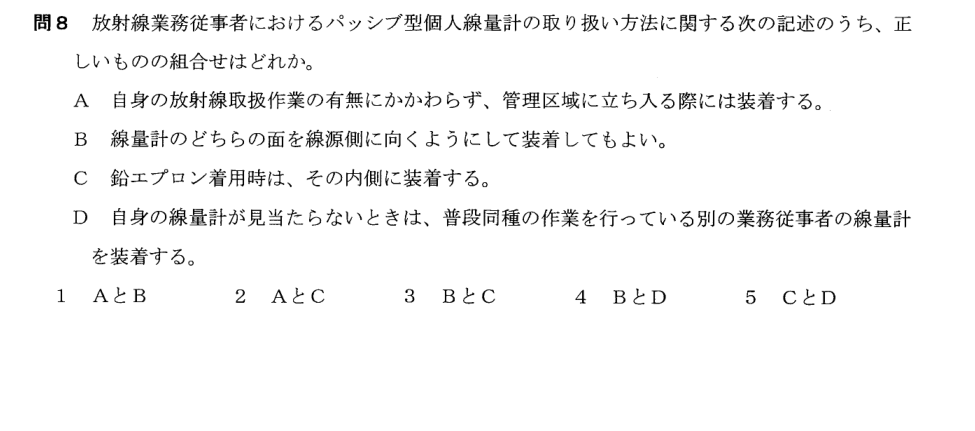 問８　放射線業務従事者におけるパッシブ型個人線量計の取り扱い方法に関する次の記述のうち、正
しいものの組合せはどれか。
Ａ　自身の放射線取扱作業の有無にかかわらず、管理区域に立ち入る際には装着する。
Ｂ　線量計のどちらの面を線源側に向くようにして装着してもよい。
Ｃ　鉛エプロン着用時は、その内側に装着する。
Ｄ　自身の線量計が見当たらないときは、普段同種の作業を行っている別の業務従事者の線量計
を装着する。
１　ＡとＢ　　２　ＡとＣ　　３　ＢとＣ　　４　ＢとＤ　　５　ＣとＤ